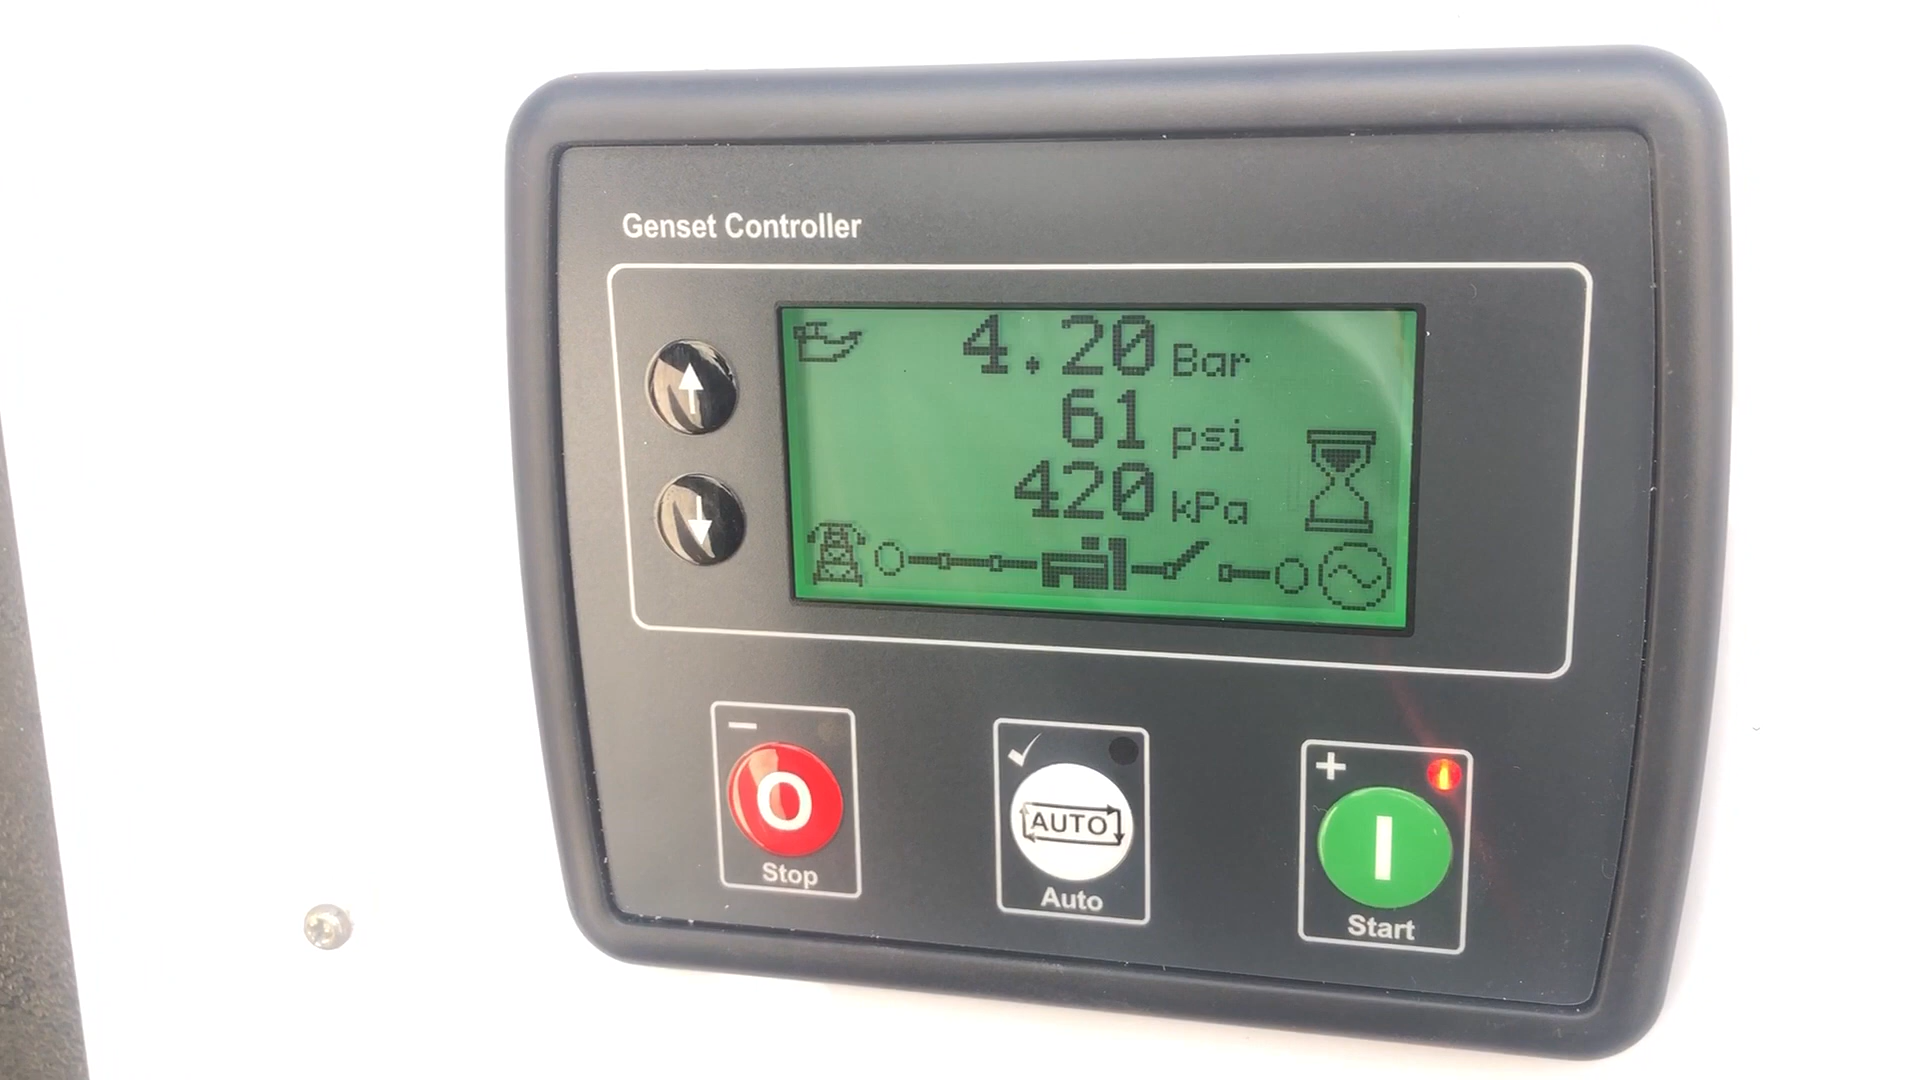 Genset Controller
4.20 Bar
61 psi
420 kPa
− 
O
Stop
AUTO
Auto
+
I
Start